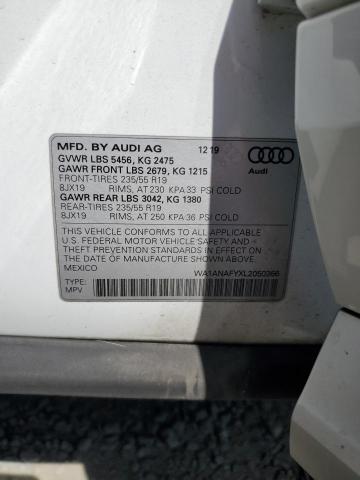 MFD. BY AUDI AG 12 19
GVWR LBS 5456, KG 2475
GAWR FRONT LBS 2679, KG 1215
FRONT-TIRES 235/55 R19
8JX19 RIMS, AT 230 KPA 33 PSI COLD
GAWR REAR LBS 3042, KG 1380
REAR-TIRES 235/55 R19
8JX19 RIMS, AT 250 KPA 36 PSI COLD
Audi
THIS VEHICLE CONFORMS TO ALL APPLICABLE
U.S. FEDERAL MOTOR VEHICLE SAFETY AND
THEFT PREVENTION STANDARDS IN EFFECT ON
THE DATE OF MANUFACTURE SHOWN ABOVE.
MEXICO
WA1ANAFYXL2050366
TYPE:
MPV